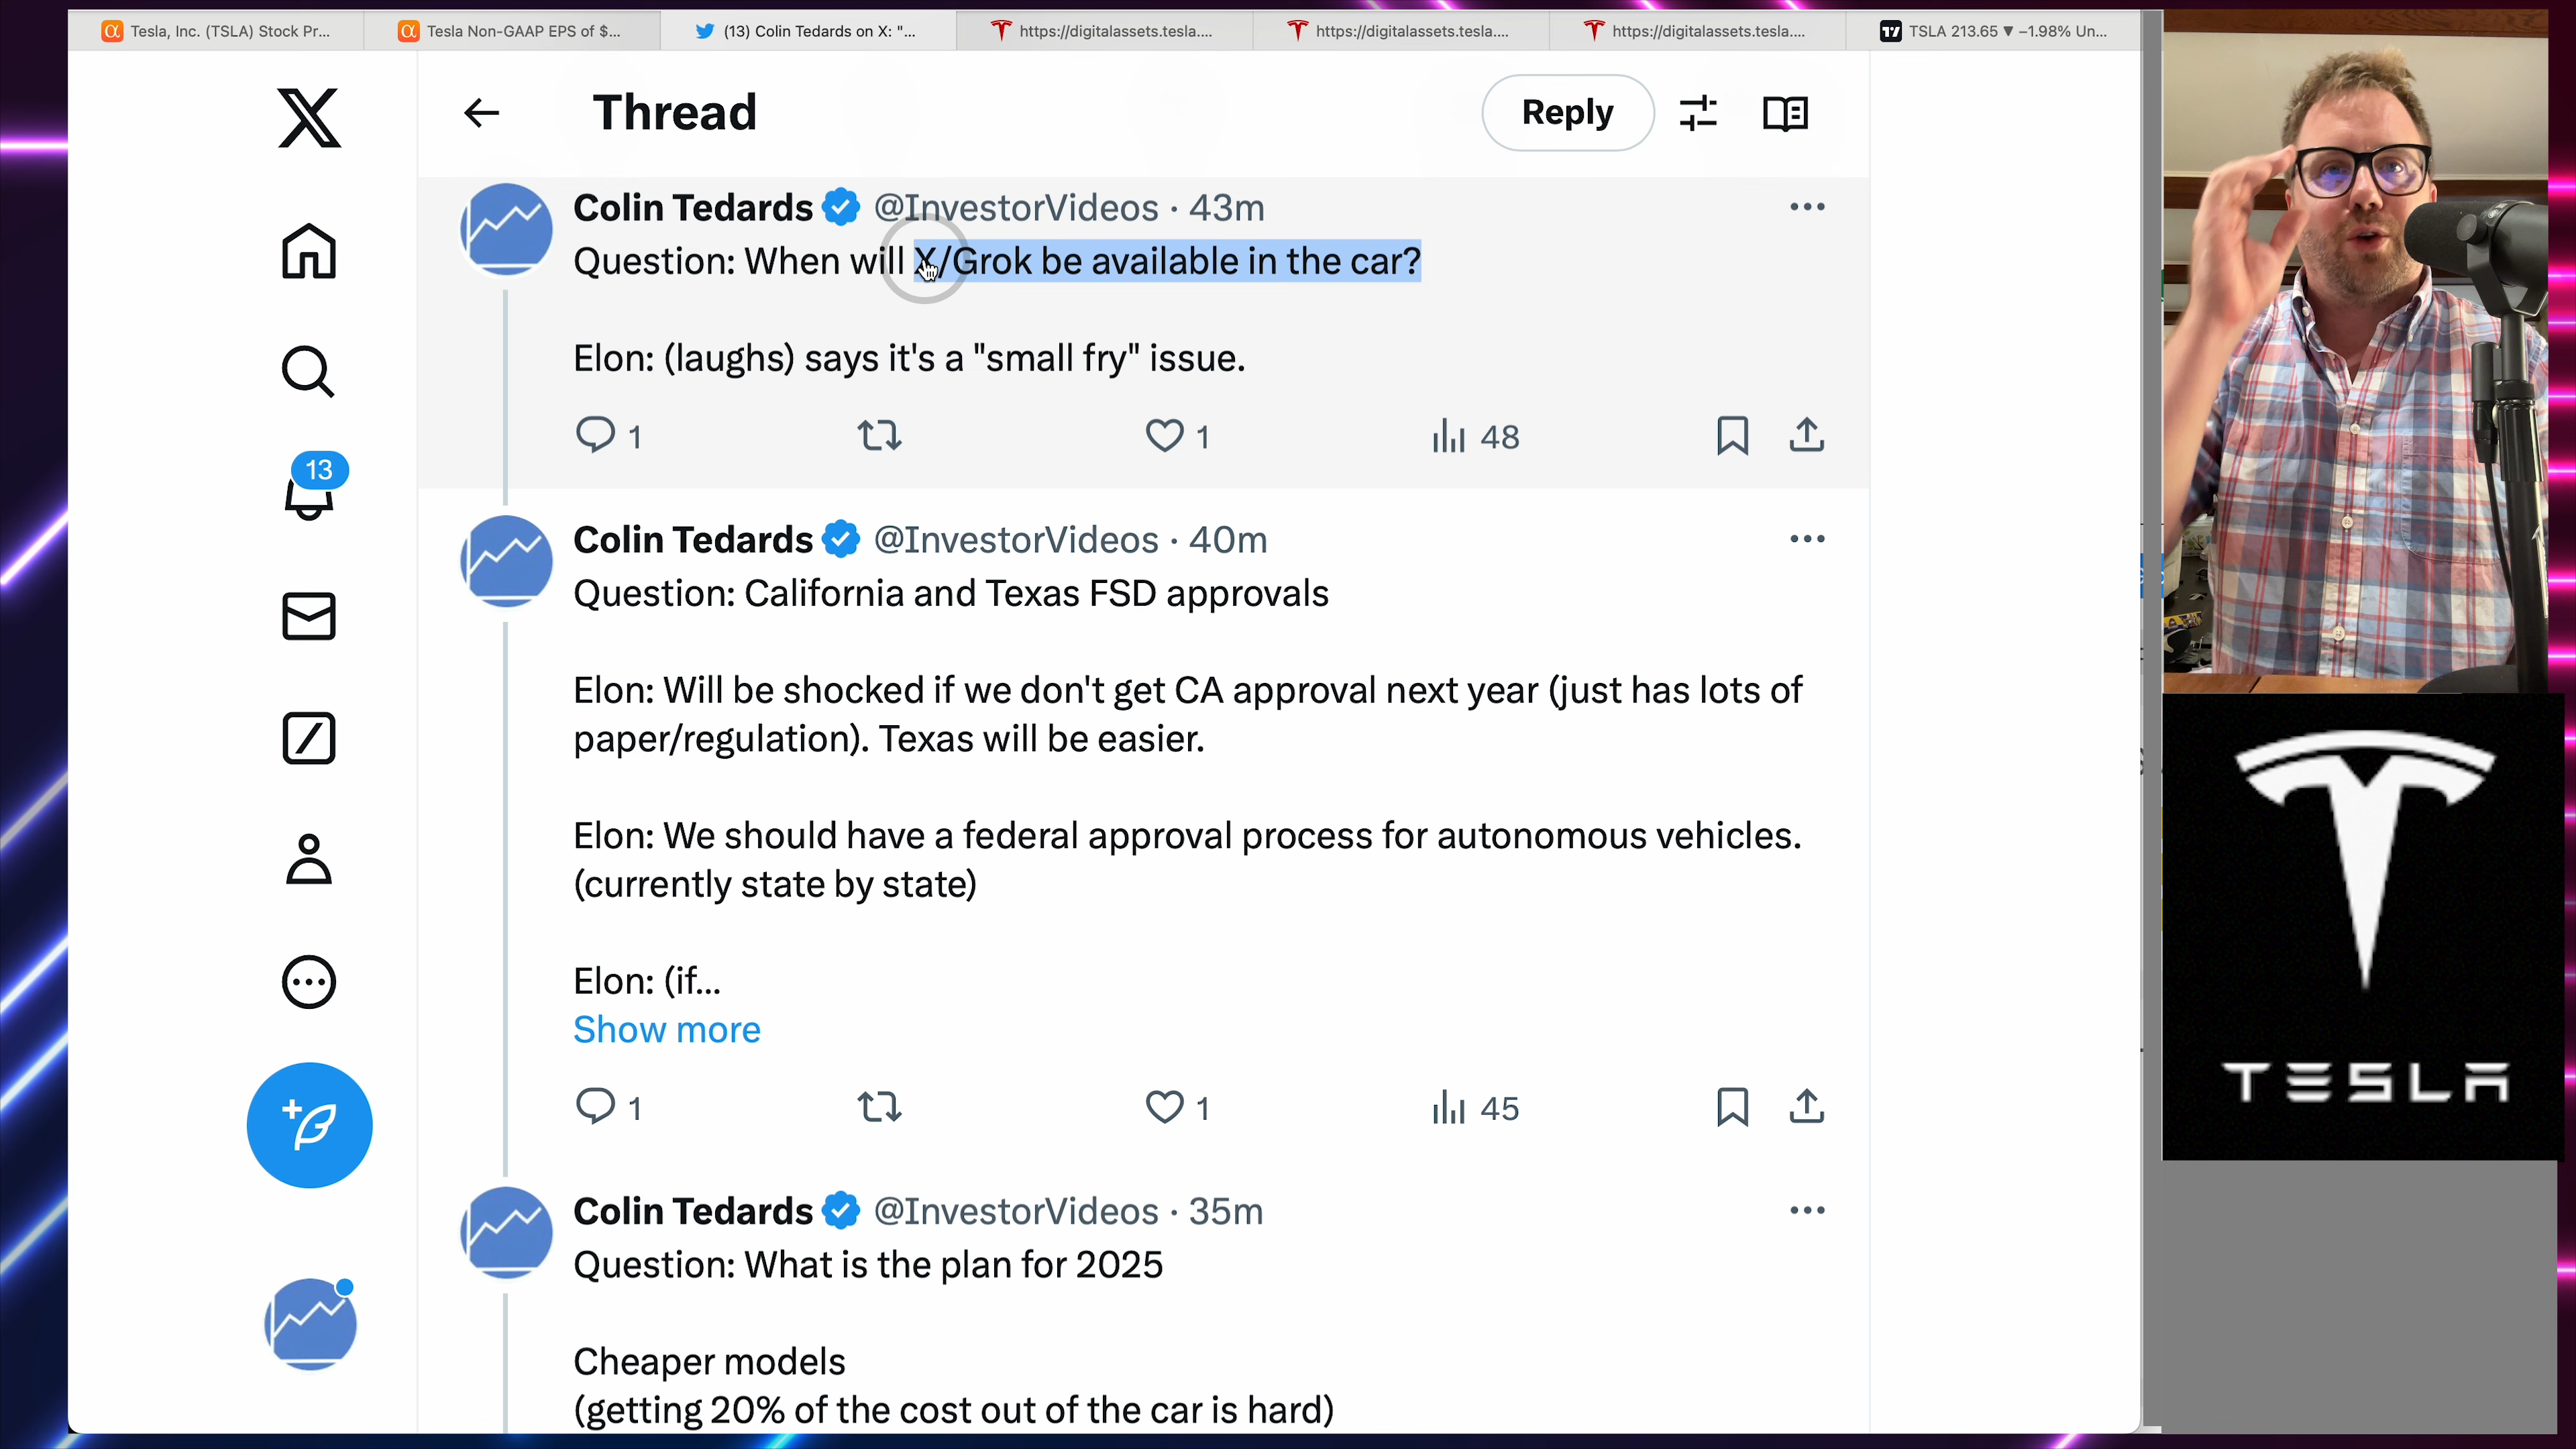 Tesla, Inc. (TSLA) Stock Pr...
Tesla Non-GAAP EPS of $...
(13) Colin Tedards on X: "...
https://digitalassets.tesla....
https://digitalassets.tesla....
https://digitalassets.tesla....
TSLA 213.65 ▼ −1.98% Un...
Thread
Reply
13
Colin Tedards @InvestorVideos · 43m
Question: When will X/Grok be available in the car?
Elon: (laughs) says it's a "small fry" issue.
1 1 48
Colin Tedards @InvestorVideos · 40m
Question: California and Texas FSD approvals
Elon: Will be shocked if we don't get CA approval next year (just has lots of
paper/regulation). Texas will be easier.
Elon: We should have a federal approval process for autonomous vehicles.
(currently state by state)
Elon: (if...
Show more
1 1 45
Colin Tedards @InvestorVideos · 35m
Question: What is the plan for 2025
Cheaper models
(getting 20% of the cost out of the car is hard)
TESLA